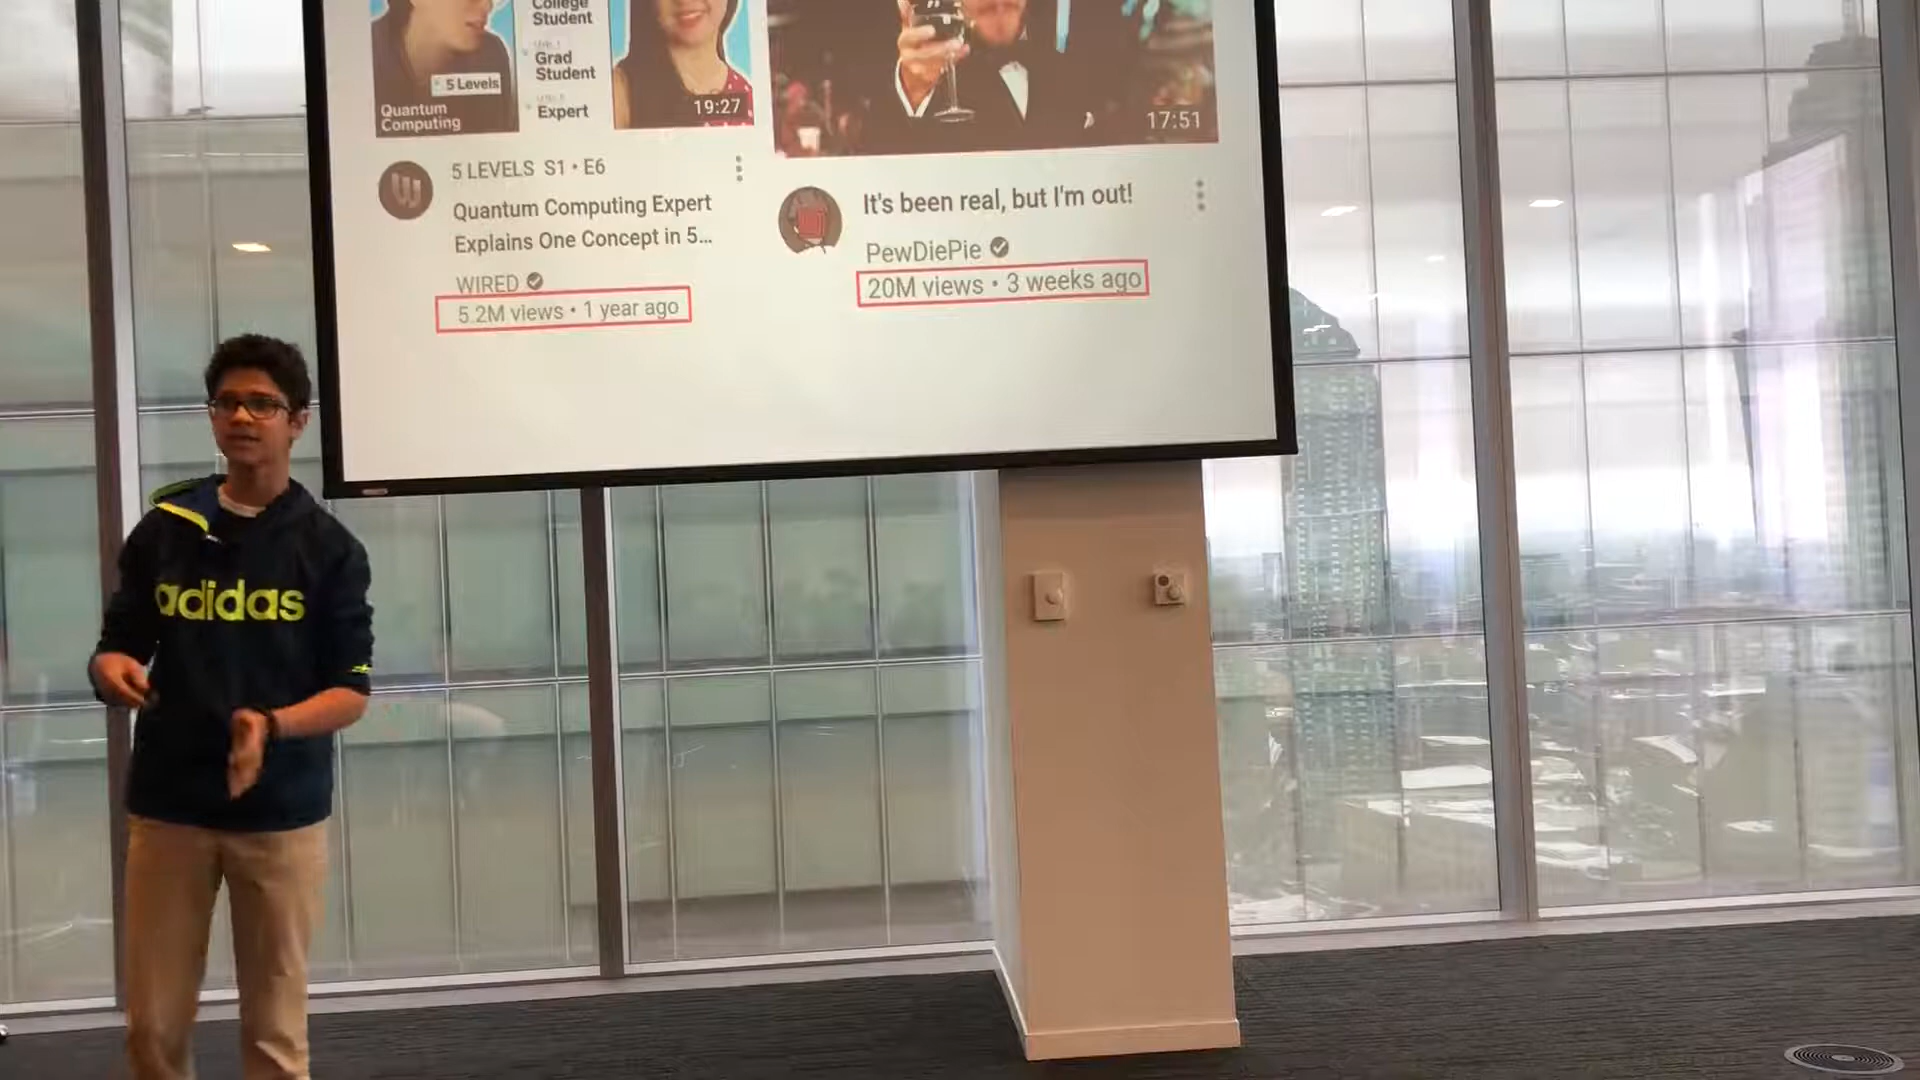 College
Student
Grad
Student
Expert
5 Levels
Quantum
Computing
19:27
17:51
5 LEVELS S1 • E6
Quantum Computing Expert
Explains One Concept in 5...
WIRED
5.2M views • 1 year ago
It's been real, but I'm out!
PewDiePie
20M views • 3 weeks ago
adidas